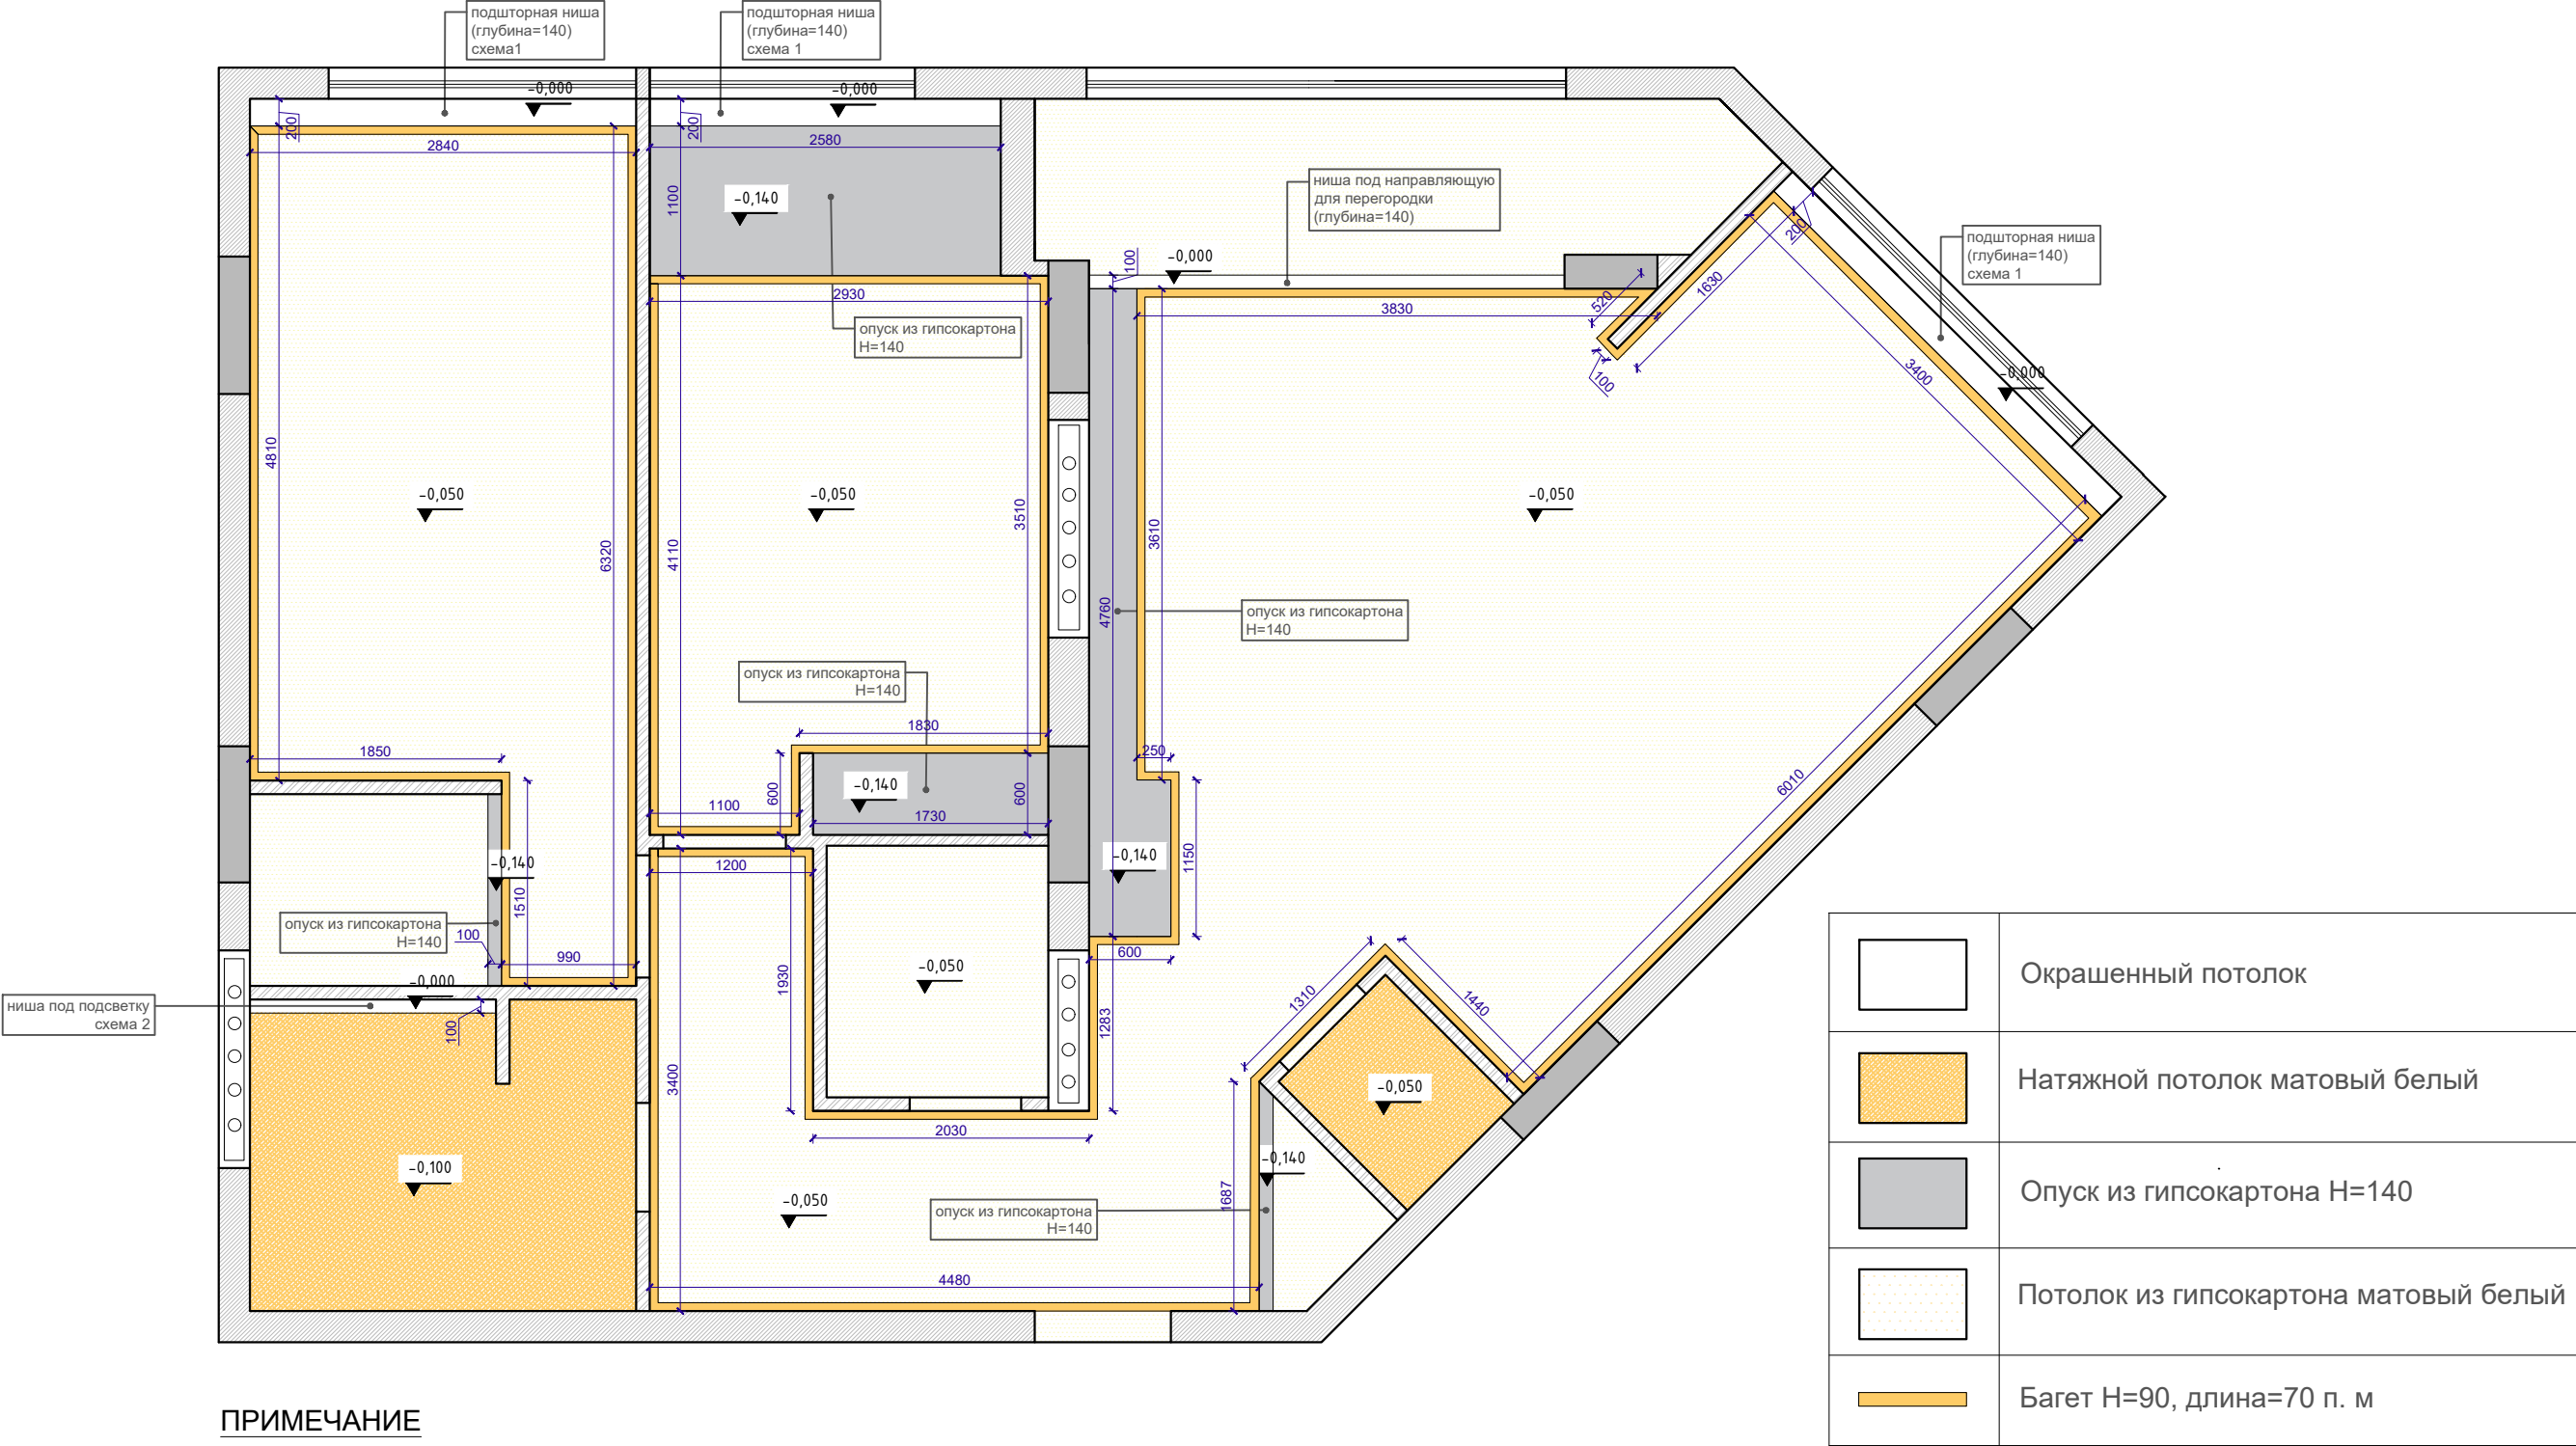 подшторная ниша
(глубина=140)
схема1
подшторная ниша
(глубина=140)
схема 1
-0,000
-0,000
200
200
2840
2580
1100
-0,140
ниша под направляющую
для перегородки
(глубина=140)
подшторная ниша
(глубина=140)
схема 1
200
100
-0,000
1630
520
2930
3830
опуск из гипсокартона
Н=140
100
3400
-0,000
4810
-0,050
-0,050
-0,050
3510
3610
6320
4110
4760
опуск из гипсокартона
Н=140
опуск из гипсокартона
Н=140
1830
1850
250
6010
600
-0,140
600
1100
1730
-0,140
1150
1200
-0,140
1510
опуск из гипсокартона
Н=140
100
990
600
-0,000
1930
-0,050
ниша под подсветку
схема 2
100
1283
1310
1440
3400
-0,050
2030
-0,100
-0,140
-0,050
1687
опуск из гипсокартона
Н=140
4480
Окрашенный потолок
Натяжной потолок матовый белый
Опуск из гипсокартона Н=140
Потолок из гипсокартона матовый белый
Багет Н=90, длина=70 п. м
ПРИМЕЧАНИЕ